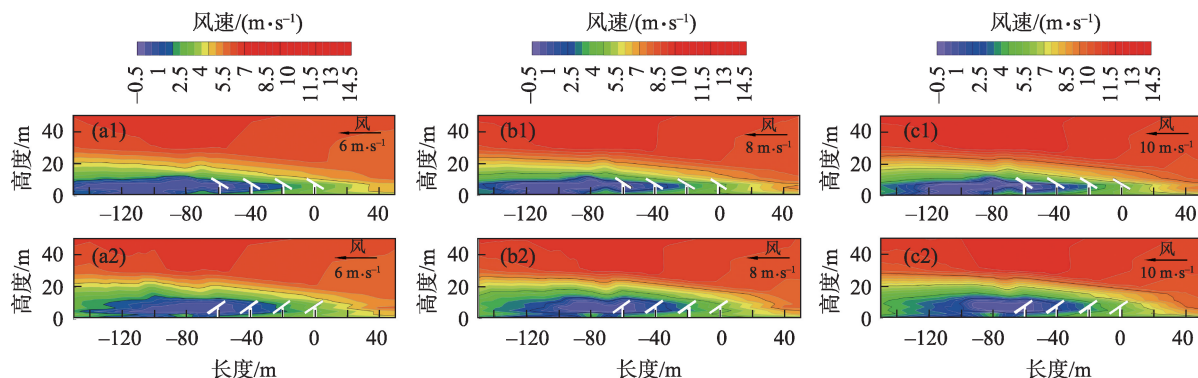 风速/(m·s⁻¹) 风速/(m·s⁻¹) 风速/(m·s⁻¹)
−0.5 1 2.5 4 5.5 7 8.5 10 11.5 13 14.5 −0.5 1 2.5 4 5.5 7 8.5 10 11.5 13 14.5 −0.5 1 2.5 4 5.5 7 8.5 10 11.5 13 14.5
高度/m 40 20 0 (a1) 风 6 m·s⁻¹
−120 −80 −40 0 40
高度/m 40 20 0 (b1) 风 8 m·s⁻¹
−120 −80 −40 0 40
高度/m 40 20 0 (c1) 风 10 m·s⁻¹
−120 −80 −40 0 40
高度/m 40 20 0 (a2) 风 6 m·s⁻¹
−120 −80 −40 0 40
长度/m
高度/m 40 20 0 (b2) 风 8 m·s⁻¹
−120 −80 −40 0 40
长度/m
高度/m 40 20 0 (c2) 风 10 m·s⁻¹
−120 −80 −40 0 40
长度/m